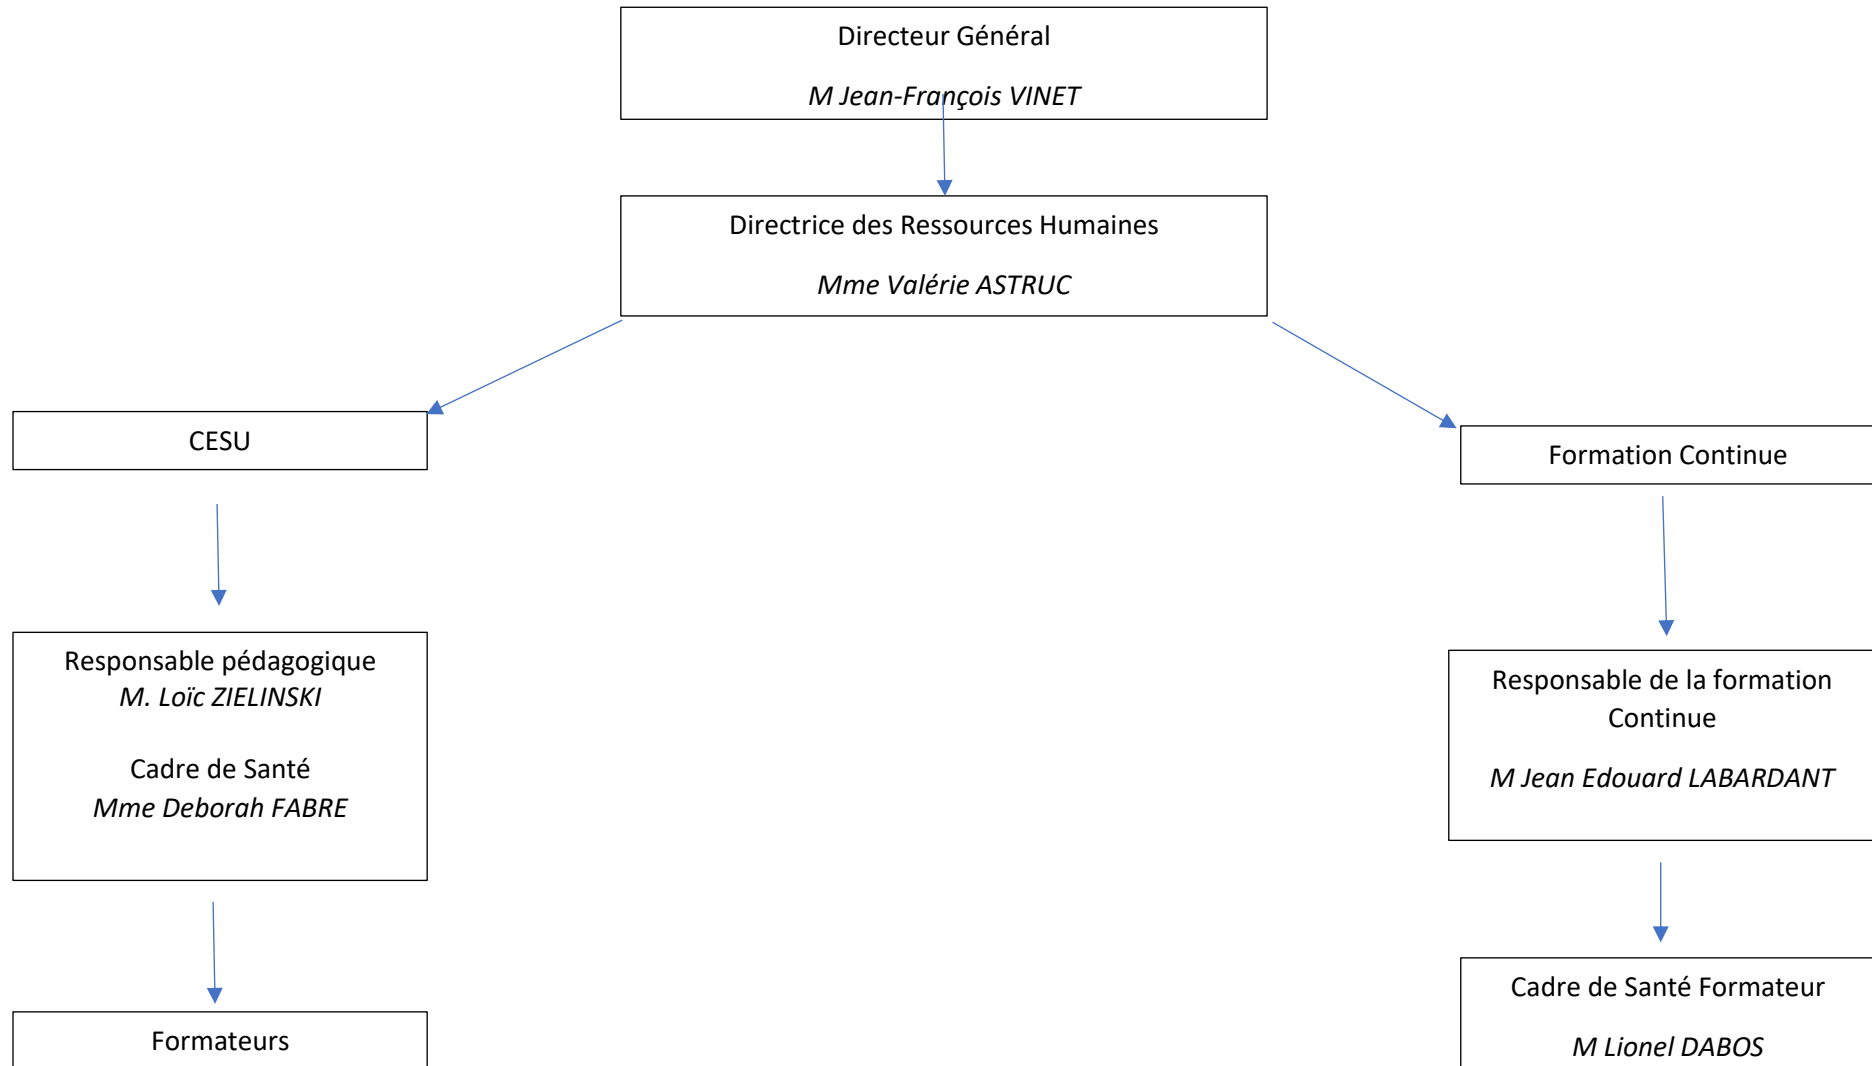 Directeur Général
M Jean-François VINET
Directrice des Ressources Humaines
Mme Valérie ASTRUC
CESU
Formation Continue
Responsable pédagogique
M. Loïc ZIELINSKI
Cadre de Santé
Mme Deborah FABRE
Responsable de la formation
Continue
M Jean Edouard LABARDANT
Formateurs
Cadre de Santé Formateur
M Lionel DABOS